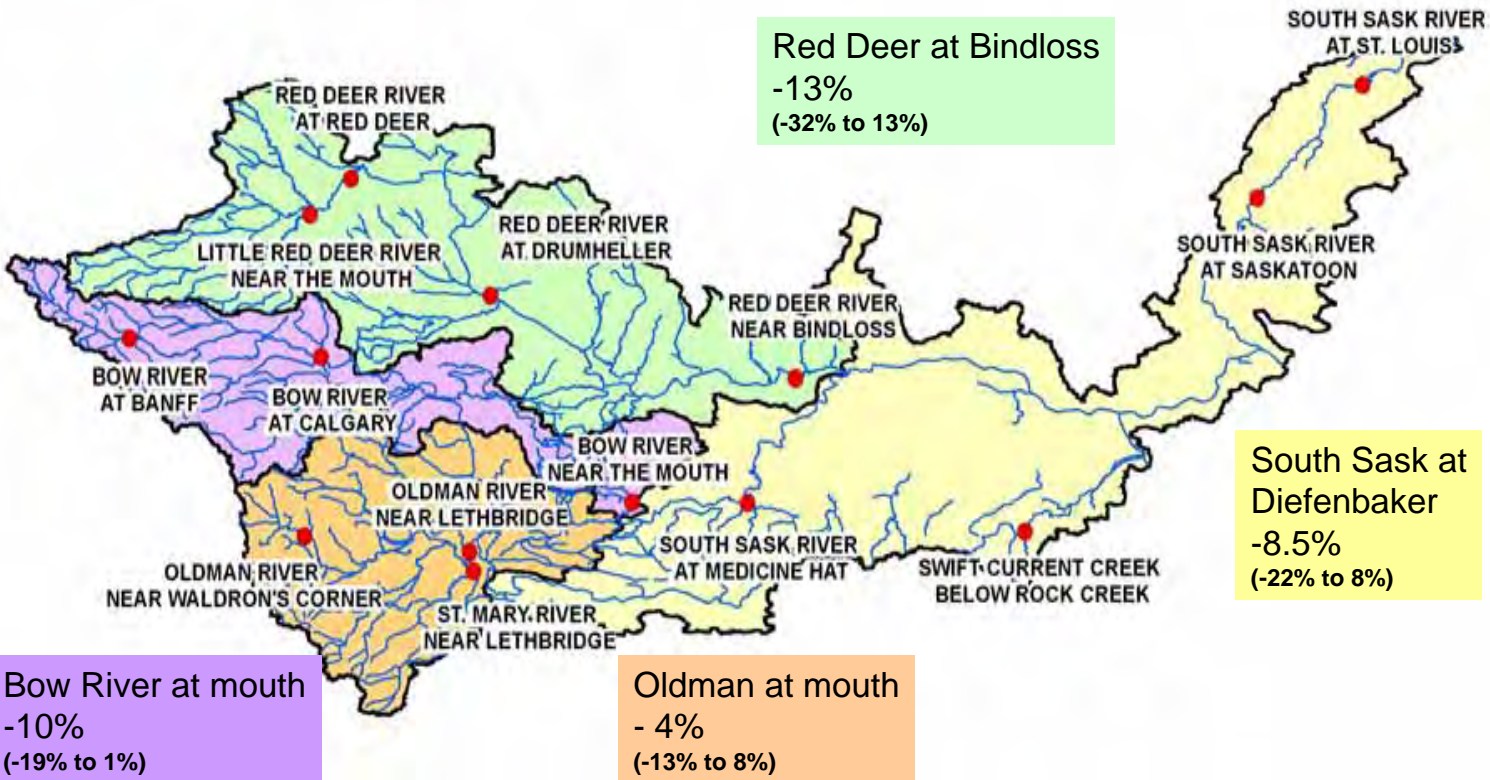 SOUTH SASK RIVER
AT ST. LOUIS
Red Deer at Bindloss
-13%
(-32% to 13%)
RED DEER RIVER
AT RED DEER
LITTLE RED DEER RIVER
NEAR THE MOUTH
RED DEER RIVER
AT DRUMHELLER
SOUTH SASK RIVER
AT SASKATOON
RED DEER RIVER
NEAR BINDLOSS
BOW RIVER
AT BANFF
BOW RIVER
AT CALGARY
BOW RIVER
NEAR THE MOUTH
OLDMAN RIVER
NEAR LETHBRIDGE
South Sask at
Diefenbaker
-8.5%
(-22% to 8%)
SOUTH SASK RIVER
AT MEDICINE HAT
SWIFT CURRENT CREEK
BELOW ROCK CREEK
OLDMAN RIVER
NEAR WALDRON'S CORNER
ST. MARY RIVER
NEAR LETHBRIDGE
Bow River at mouth
-10%
(-19% to 1%)
Oldman at mouth
- 4%
(-13% to 8%)